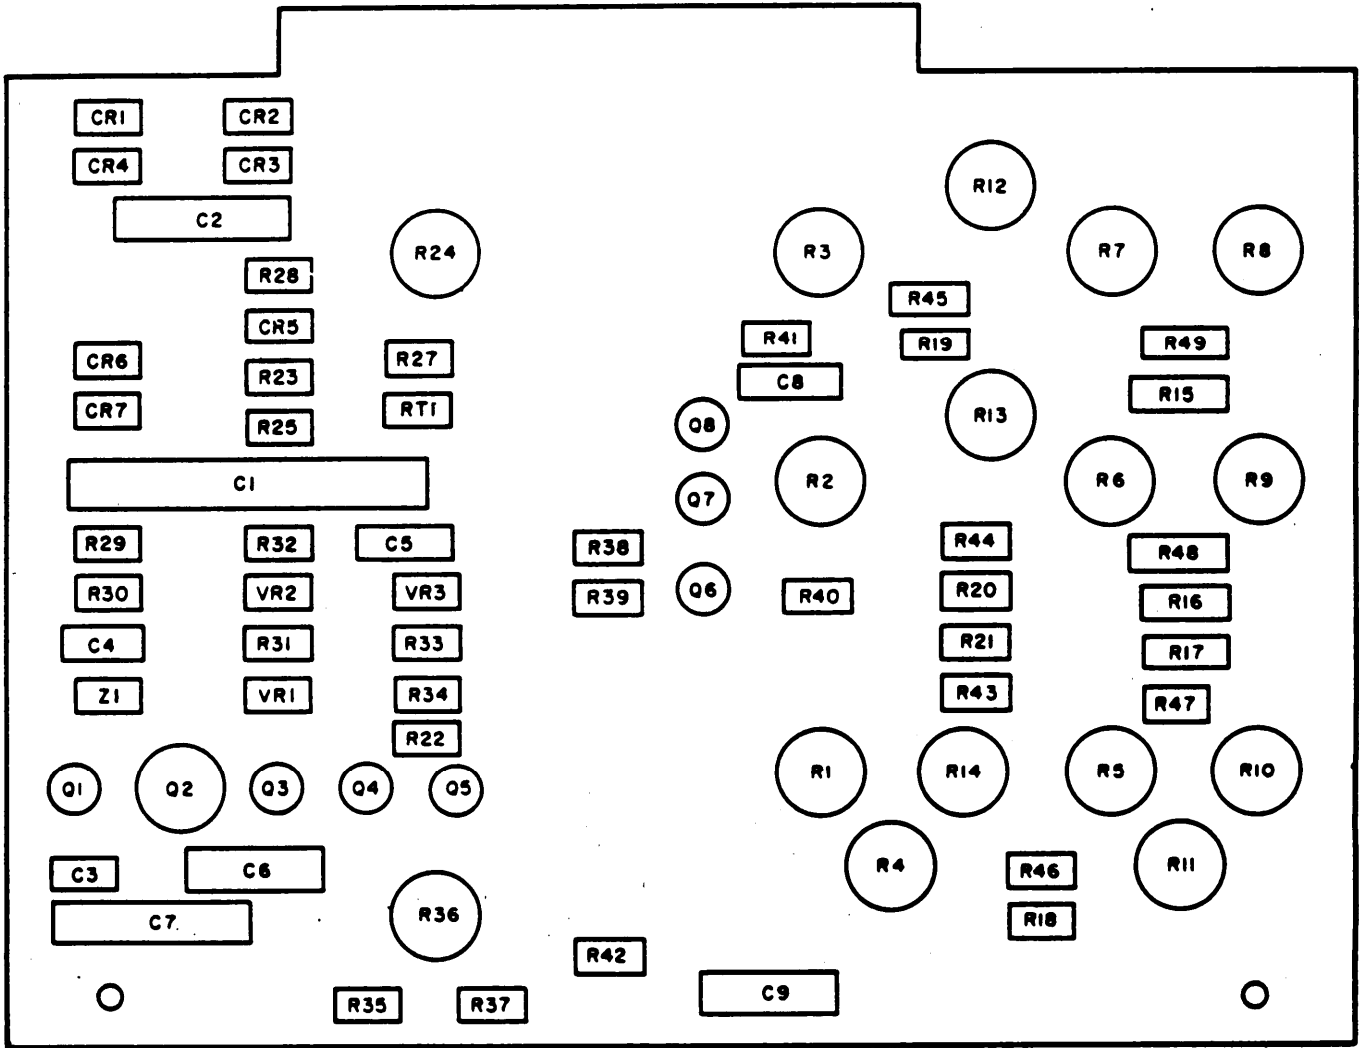 CR1 CR2
CR4 CR3
R12
C2
R24 R3 R7 R8
R28
R45
CR5
R41 R19 R49
CR6 R27
R23 C8
R15
CR7 RT1
R13
R25 Q8
C1 R2 R6 R9
Q7
R29 R32 C5 R38 R44 R48
R30 VR2 VR3 R39 Q6 R40 R20 R16
C4 R31 R33 R21 R17
Z1 VR1 R34 R43 R47
R22
R1 R14 R5 R10
Q1 Q2 Q3 Q4 Q5
C3 C6 R4 R46 R11
C7 R36 R18
R42
C9
R35 R37